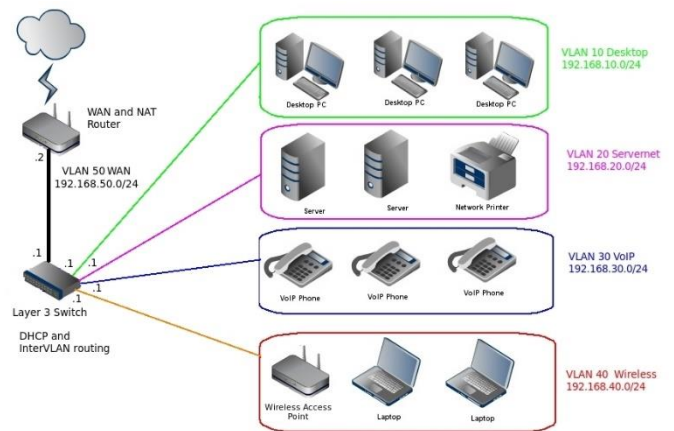 WAN and NAT
Router
.2
VLAN 50 WAN
192.168.50.0/24
.1
.1
.1
.1
.1
Layer 3 Switch
DHCP and
InterVLAN routing
Desktop PC
Desktop PC
Desktop PC
VLAN 10 Desktop
192.168.10.0/24
Server
Server
Network Printer
VLAN 20 Servernet
192.168.20.0/24
VoIP Phone
VoIP Phone
VoIP Phone
VLAN 30 VoIP
192.168.30.0/24
Wireless Access
Point
Laptop
Laptop
VLAN 40 Wireless
192.168.40.0/24